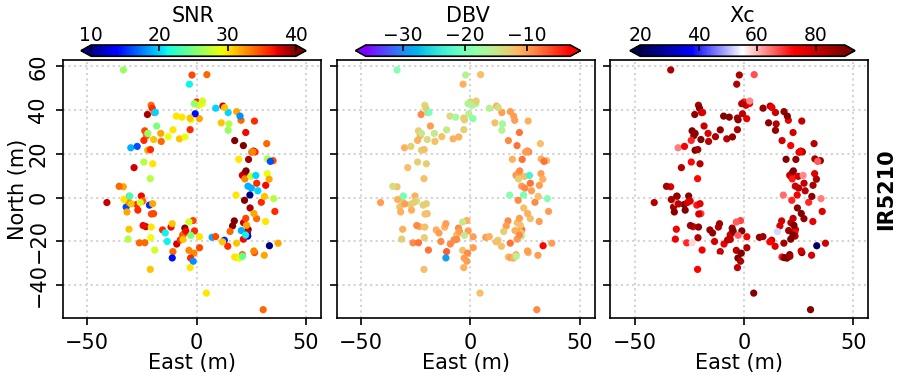 SNR DBV Xc
10 20 30 40 −30 −20 −10 20 40 60 80
60
40
20
0
−20
−40
North (m)
IR5210
−50 0 50 −50 0 50 −50 0 50
East (m) East (m) East (m)